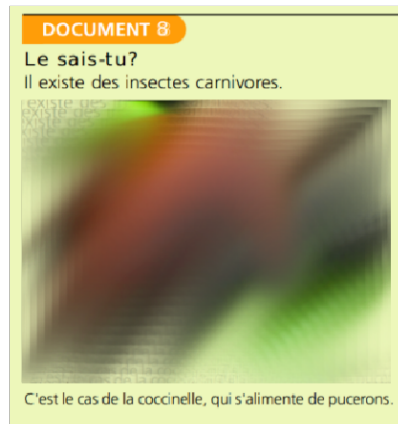 DOCUMENT 8
Le sais-tu?
Il existe des insectes carnivores.
C'est le cas de la coccinelle, qui s'alimente de pucerons.